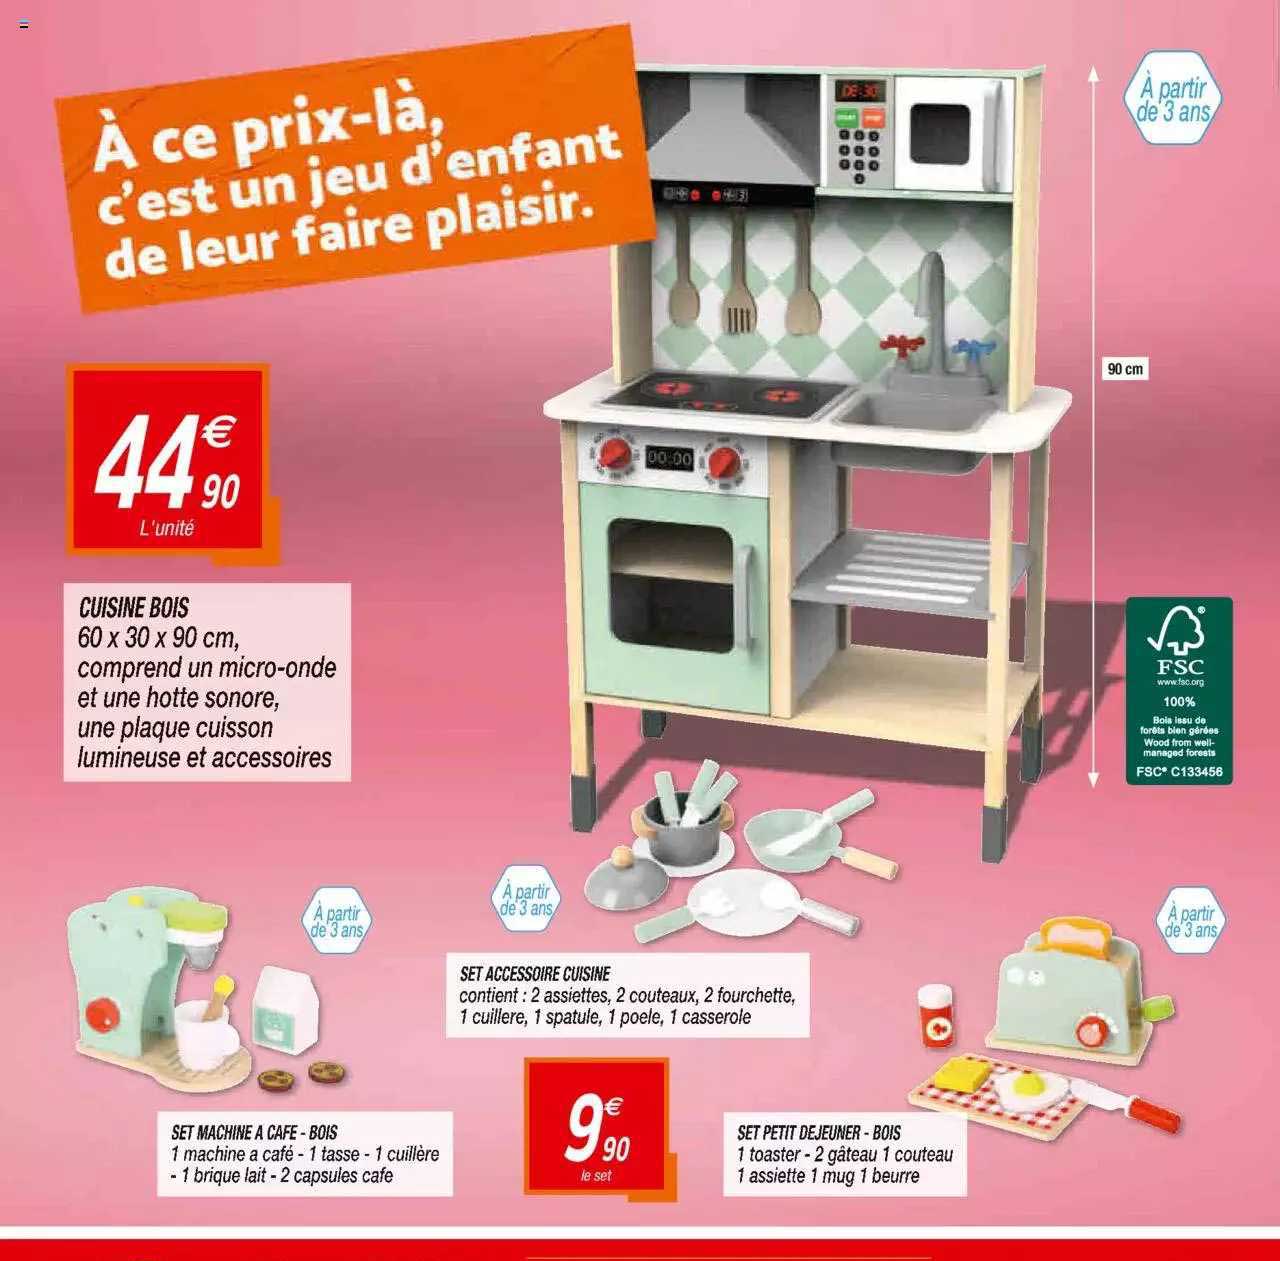 À ce prix-là,
c'est un jeu d'enfant
de leur faire plaisir.
À partir
de 3 ans
DE:30
START
STOP
90 cm
44€90
L'unité
00:00
CUISINE BOIS
60 x 30 x 90 cm,
comprend un micro-onde
et une hotte sonore,
une plaque cuisson
lumineuse et accessoires
FSC
www.fsc.org
100%
Bois issu de
forêts bien gérées
Wood from well-
managed forests
FSC® C133456
À partir
de 3 ans
À partir
de 3 ans
À partir
de 3 ans
SET ACCESSOIRE CUISINE
contient : 2 assiettes, 2 couteaux, 2 fourchette,
1 cuillere, 1 spatule, 1 poele, 1 casserole
SET MACHINE A CAFE - BOIS
1 machine a café - 1 tasse - 1 cuillère
- 1 brique lait - 2 capsules cafe
9€90
le set
SET PETIT DEJEUNER - BOIS
1 toaster - 2 gâteau 1 couteau
1 assiette 1 mug 1 beurre